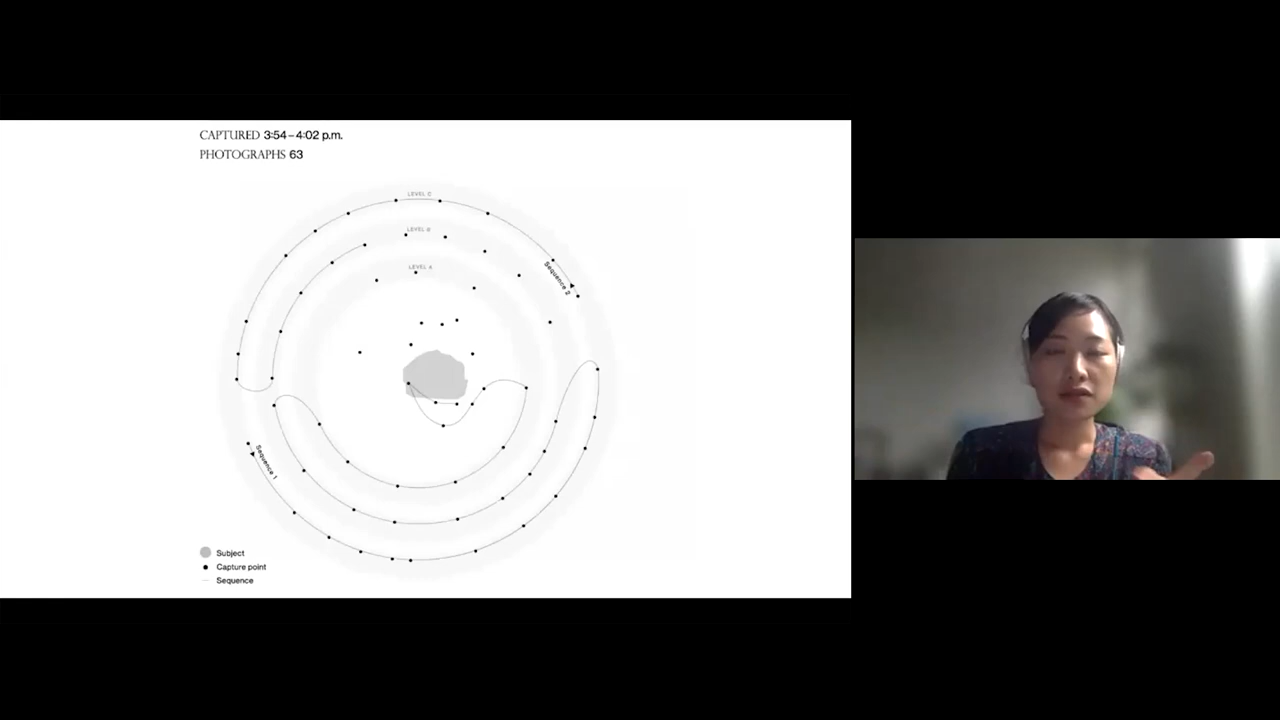 CAPTURED 3:54–4:02 p.m.
PHOTOGRAPHS 63
LEVEL C
LEVEL B
LEVEL A
Sequence 2
Sequence 1
Subject
Capture point
Sequence